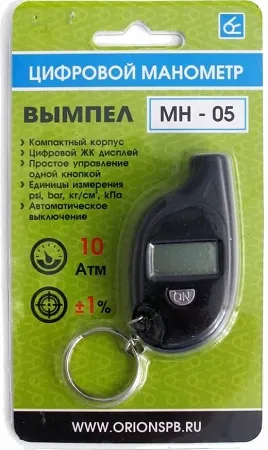 ЦИФРОВОЙ МАНОМЕТР
ВЫМПЕЛ МН - 05
• Компактный корпус
• Цифровой ЖК дисплей
• Простое управление
одной кнопкой
• Единицы измерения
psi, bar, кг/см², кПа
• Автоматическое
выключение
10
Атм
±1%
ON
WWW.ORIONSPB.RU